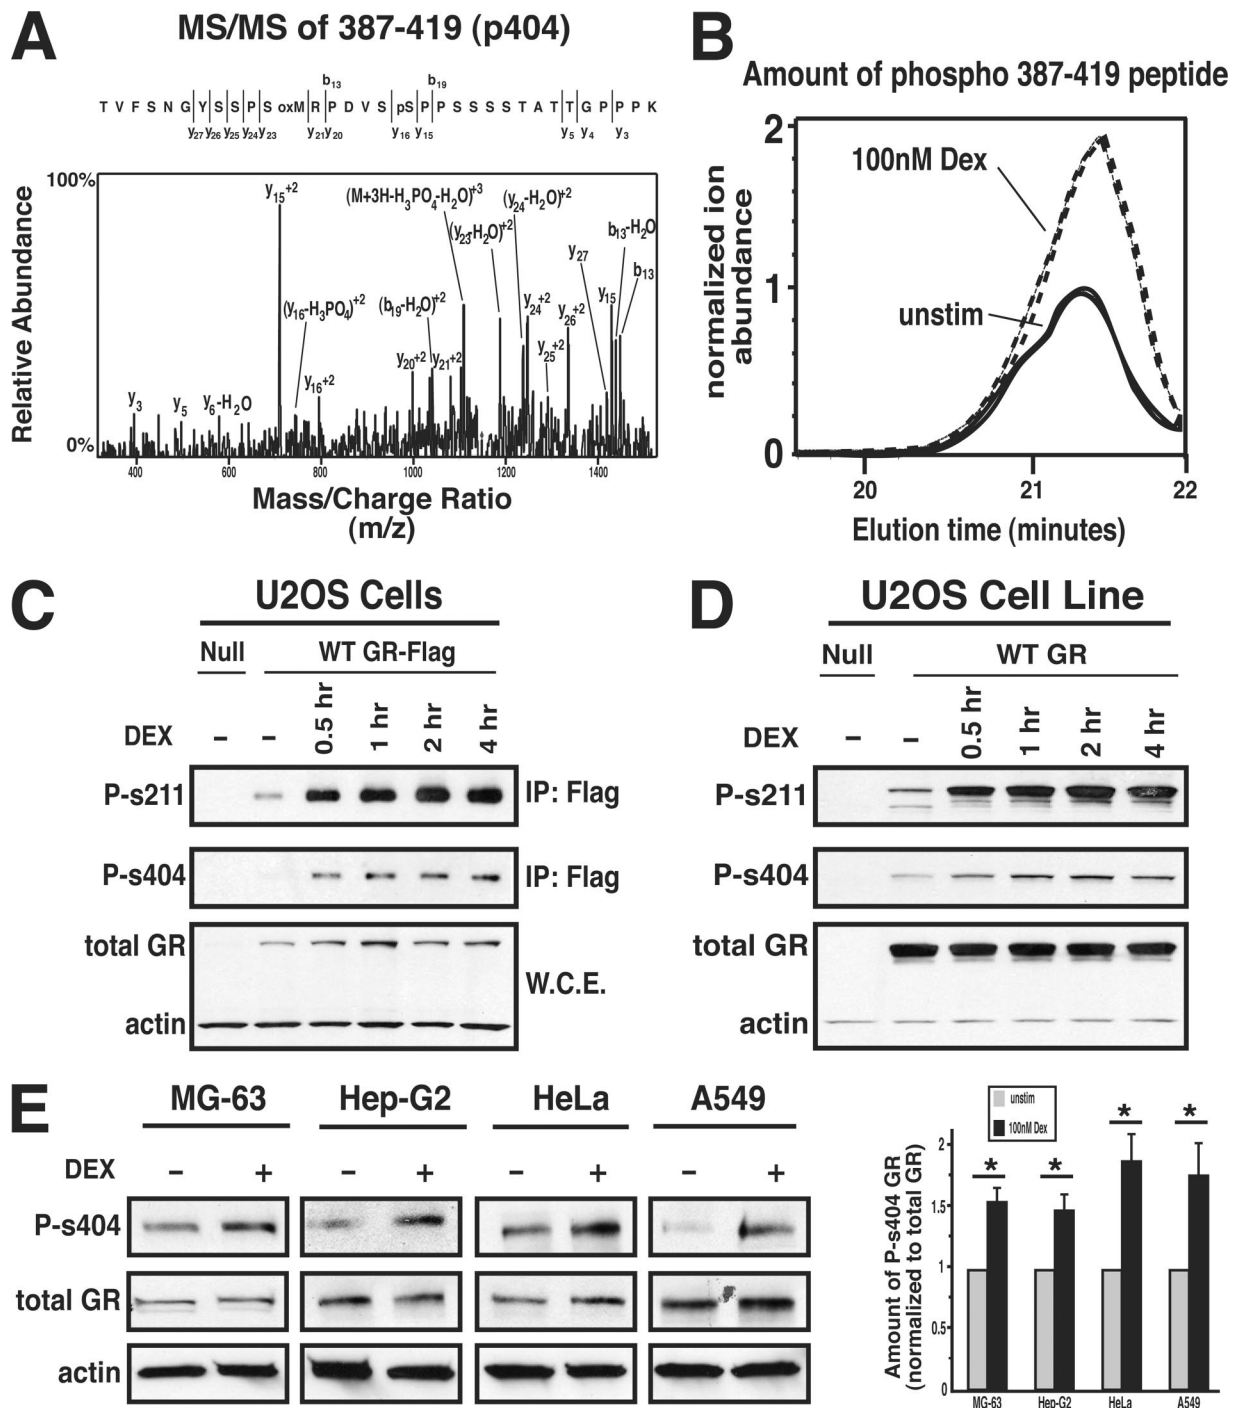 A
MS/MS of 387-419 (p404)
b13 b19
T V F S N G Y S S P S oxM R P D V S pS P P S S S S T A T T G P P P K
y27 y26 y25 y24 y23 y21 y20 y16 y15 y5 y4 y3
100%
0%
Relative Abundance
y3
y5
y6-H2O
y15+2
(y16-H3PO4)+2
y16+2
(b19-H2O)+2
y20+2
y21+2
(M+3H-H3PO4-H2O)+3
(y23-H2O)+2
(y24-H2O)+2
y24+2
y25+2
y26+2
y27
y15
b13-H2O
b13
400 600 800 1000 1200 1400
Mass/Charge Ratio
(m/z)
B
Amount of phospho 387-419 peptide
normalized ion
abundance
2
1
0
100nM Dex
unstim
20 21 22
Elution time (minutes)
C
U2OS Cells
Null WT GR-Flag
DEX - - 0.5 hr 1 hr 2 hr 4 hr
P-s211 IP: Flag
P-s404 IP: Flag
total GR
W.C.E.
actin
D
U2OS Cell Line
Null WT GR
DEX - - 0.5 hr 1 hr 2 hr 4 hr
P-s211
P-s404
total GR
actin
E
MG-63 Hep-G2 HeLa A549
DEX - + - + - + - +
P-s404
total GR
actin
unstim
100nM Dex
Amount of P-s404 GR
(normalized to total GR)
2
1.5
1
0.5
0
* * * *
MG-63 Hep-G2 HeLa A549